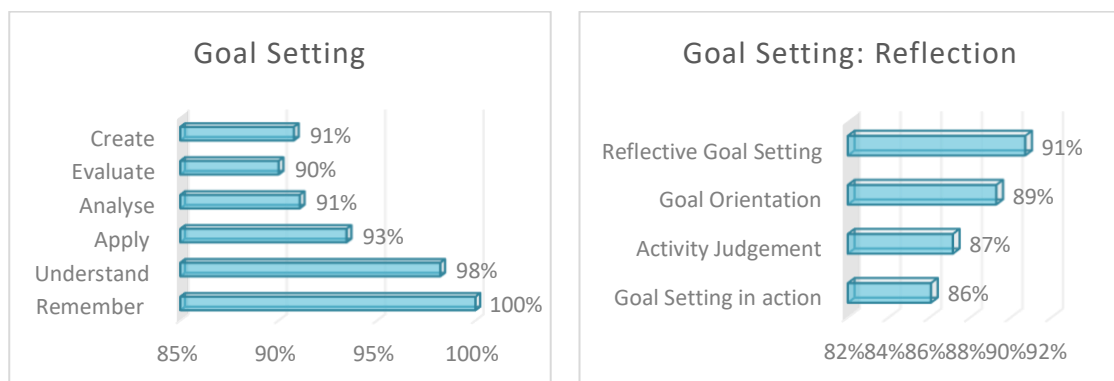 Goal Setting
Create 91%
Evaluate 90%
Analyse 91%
Apply 93%
Understand 98%
Remember 100%
85% 90% 95% 100%
Goal Setting: Reflection
Reflective Goal Setting 91%
Goal Orientation 89%
Activity Judgement 87%
Goal Setting in action 86%
82% 84% 86% 88% 90% 92%